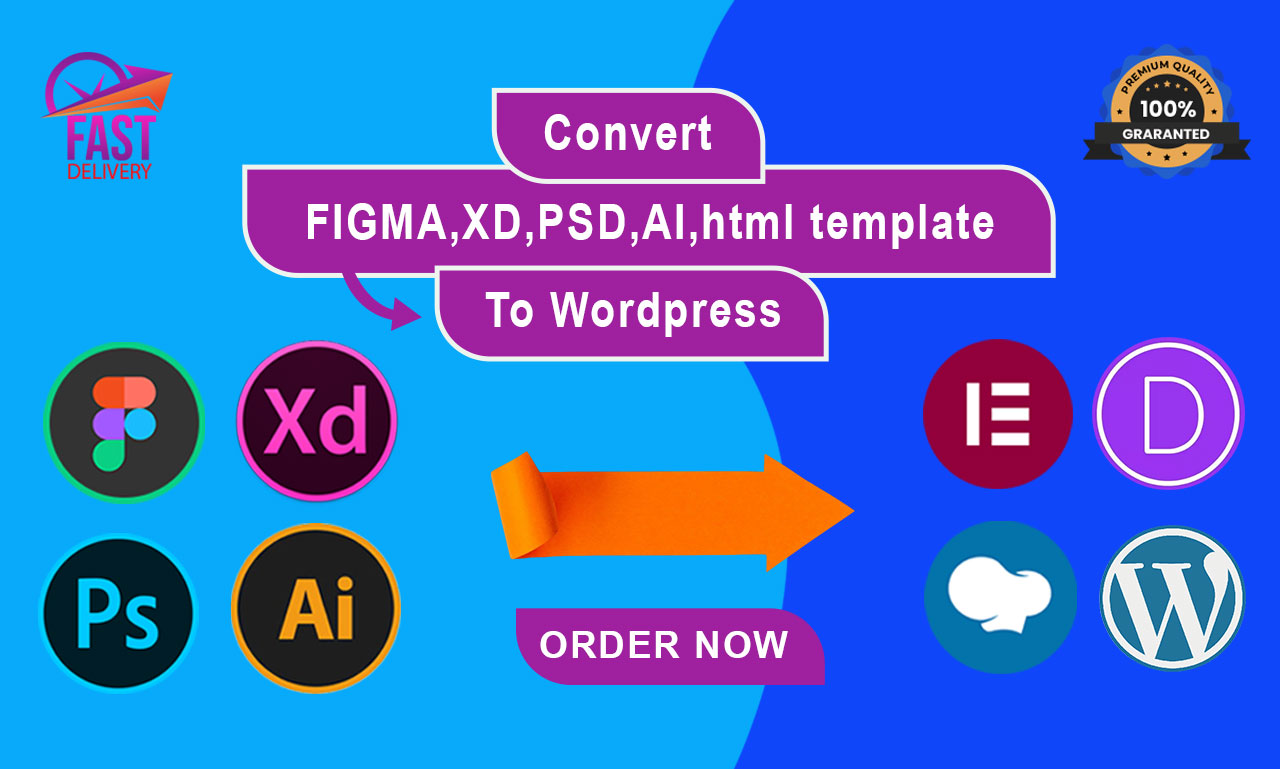 FAST
DELIVERY
PREMIUM QUALITY
100%
GRARANTED
Convert
FIGMA,XD,PSD,AI,html template
To Wordpress
Xd
D
Ps
Ai
W
ORDER NOW